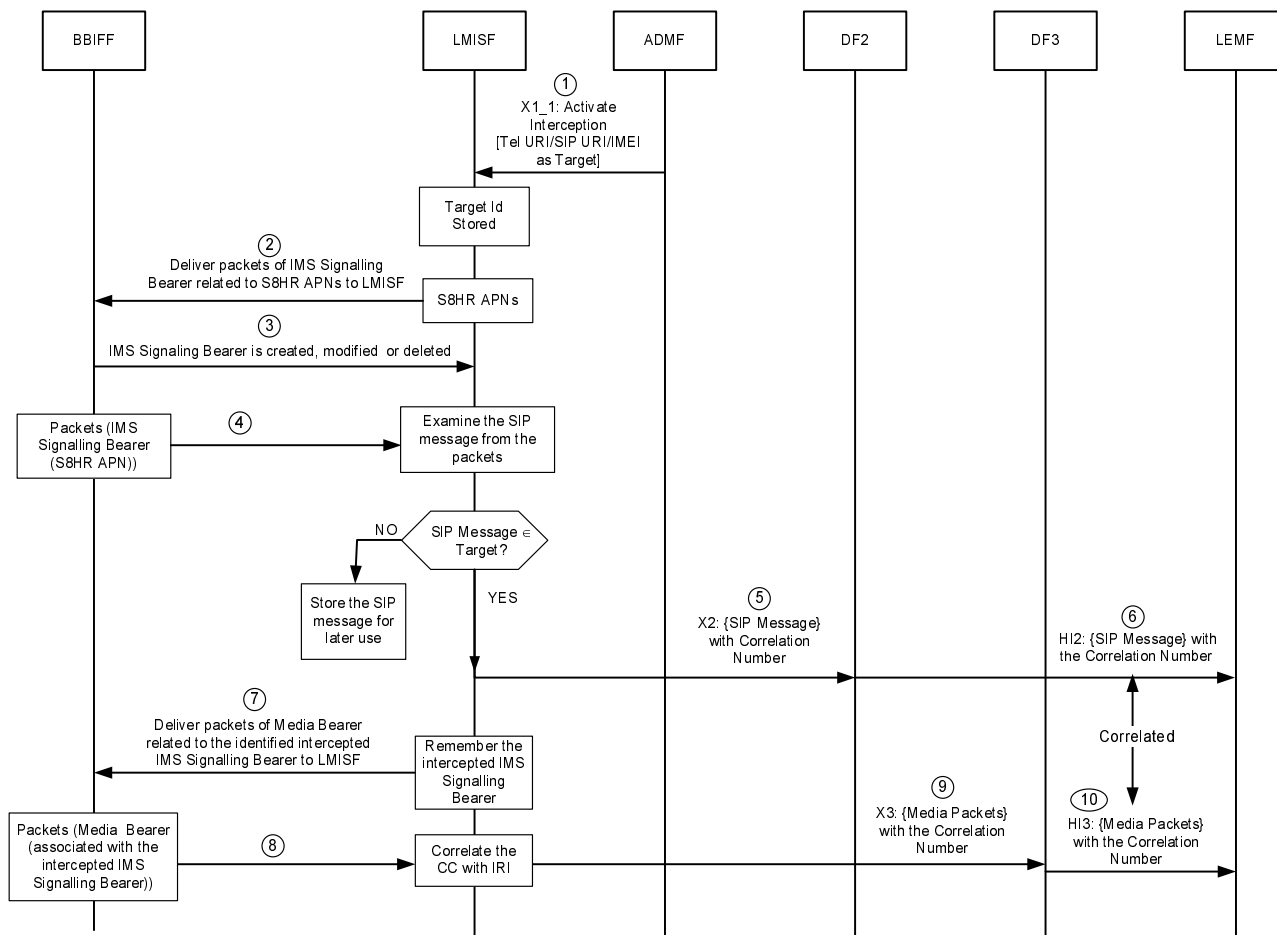 BBIFF
LMISF
ADMF
DF2
DF3
LEMF
1
X1_1: Activate
Interception
[Tel URI/SIP URI/IMEI
as Target]
Target Id
Stored
2
Deliver packets of IMS Signalling
Bearer related to S8HR APNs to LMISF
S8HR APNs
3
IMS Signaling Bearer is created, modified or deleted
Packets (IMS
Signalling Bearer
(S8HR APN))
4
Examine the SIP
message from the
packets
SIP Message ∈
Target?
NO
Store the SIP
message for
later use
YES
5
X2: {SIP Message}
with Correlation
Number
6
HI2: {SIP Message} with
the Correlation Number
7
Deliver packets of Media Bearer
related to the identified intercepted
IMS Signalling Bearer to LMISF
Remember the
intercepted IMS
Signalling
Bearer
Correlated
Packets (Media Bearer
(associated with the
intercepted IMS
Signalling Bearer))
8
Correlate the
CC with IRI
9
X3: {Media Packets}
with the Correlation
Number
10
HI3: {Media Packets}
with the Correlation
Number